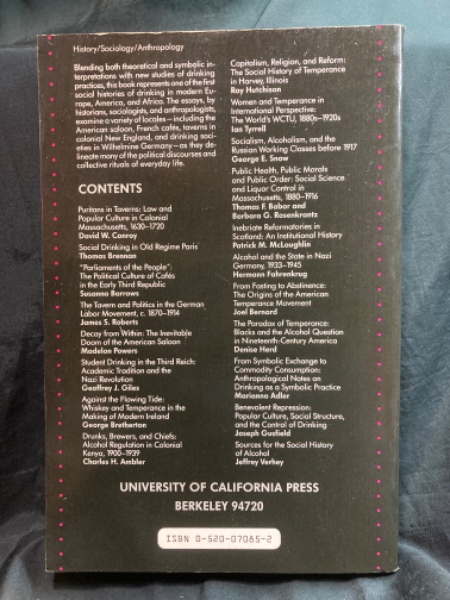 History/Sociology/Anthropology
Blending both theoretical and symbolic in-
terpretations with new studies of drinking
practices, this book represents one of the first
social histories of drinking in modern Eu-
rope, America, and Africa. The essays, by
historians, sociologists, and anthropologists,
examine a variety of locales—including the
American saloon, French cafés, taverns in
colonial New England, and drinking soci-
eties in Wilhelmine Germany—as they de-
lineate many of the political discourses and
collective rituals of everyday life.
CONTENTS
Puritans in Taverns: Law and
Popular Culture in Colonial
Massachusetts, 1630–1720
David W. Conroy
Social Drinking in Old Regime Paris
Thomas Brennan
"Parliaments of the People":
The Political Culture of Cafés
in the Early Third Republic
Susanna Barrows
The Tavern and Politics in the German
Labor Movement, c. 1870–1914
James S. Roberts
Decay from Within: The Inevitable
Doom of the American Saloon
Madelon Powers
Student Drinking in the Third Reich:
Academic Tradition and the
Nazi Revolution
Geoffrey J. Giles
Against the Flowing Tide:
Whiskey and Temperance in the
Making of Modern Ireland
George Bretherton
Drunks, Brewers, and Chiefs:
Alcohol Regulation in Colonial
Kenya, 1900–1939
Charles H. Ambler
Capitalism, Religion, and Reform:
The Social History of Temperance
in Harvey, Illinois
Ray Hutchison
Women and Temperance in
International Perspective:
The World's WCTU, 1880s–1920s
Ian Tyrrell
Socialism, Alcoholism, and the
Russian Working Classes before 1917
George E. Snow
Public Health, Public Morals
and Public Order: Social Science
and Liquor Control in
Massachusetts, 1880–1916
Thomas F. Babor and
Barbara G. Rosenkrantz
Inebriate Reformatories in
Scotland: An Institutional History
Patrick M. McLaughlin
Alcohol and the State in Nazi
Germany, 1933–1945
Hermann Fahrenkrug
From Fasting to Abstinence:
The Origins of the American
Temperance Movement
Joel Bernard
The Paradox of Temperance:
Blacks and the Alcohol Question
in Nineteenth-Century America
Denise Herd
From Symbolic Exchange to
Commodity Consumption:
Anthropological Notes on
Drinking as a Symbolic Practice
Marianna Adler
Benevolent Repression:
Popular Culture, Social Structure,
and the Control of Drinking
Joseph Gusfield
Sources for the Social History
of Alcohol
Jeffrey Verhey
UNIVERSITY OF CALIFORNIA PRESS
BERKELEY 94720
ISBN 0-520-07085-2